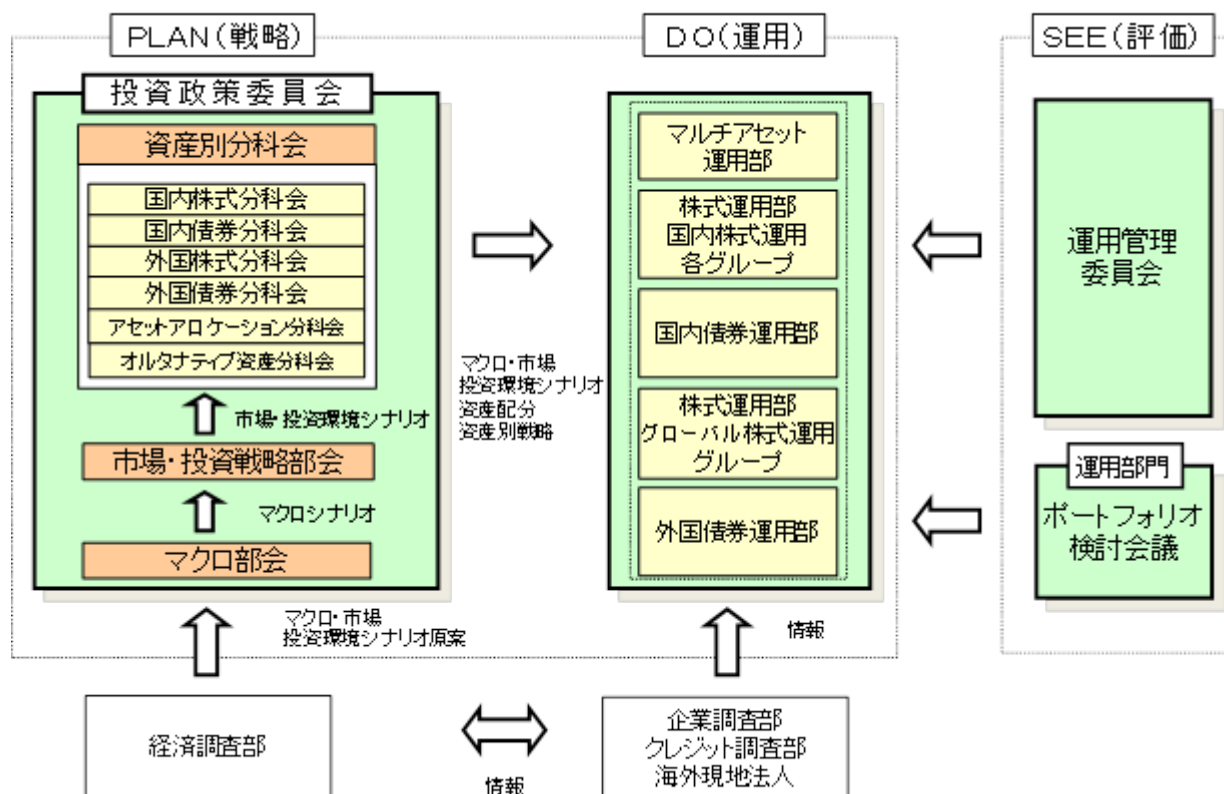 PLAN(戦略)
投資政策委員会
資産別分科会
国内株式分科会
国内債券分科会
外国株式分科会
外国債券分科会
アセットアロケーション分科会
オルタナティブ資産分科会
市場・投資環境シナリオ
市場・投資戦略部会
マクロシナリオ
マクロ部会
マクロ・市場
投資環境シナリオ原案
経済調査部
マクロ・市場
投資環境シナリオ
資産配分
資産別戦略
DO(運用)
マルチアセット
運用部
株式運用部
国内株式運用
各グループ
国内債券運用部
株式運用部
グローバル株式運用
グループ
外国債券運用部
情報
企業調査部
クレジット調査部
海外現地法人
情報
SEE(評価)
運用管理
委員会
運用部門
ポートフォリオ
検討会議